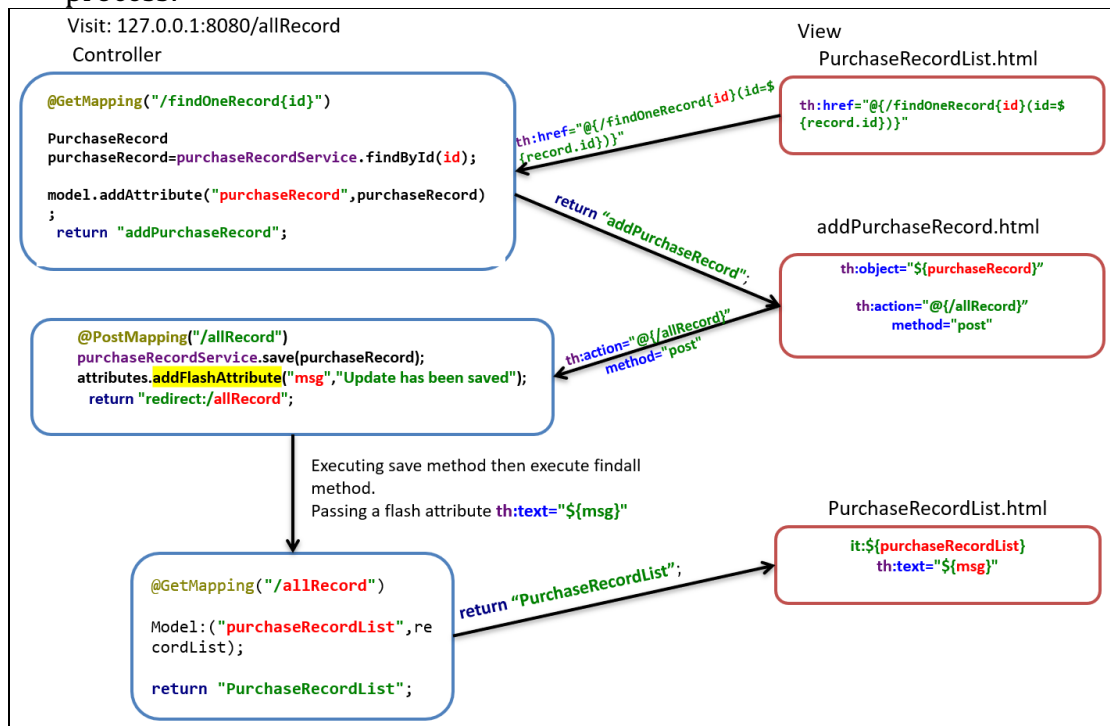 process.
Visit: 127.0.0.1:8080/allRecord
Controller
View
PurchaseRecordList.html
@GetMapping("/findOneRecord{id}")
PurchaseRecord
purchaseRecord=purchaseRecordService.findById(id);
model.addAttribute("purchaseRecord",purchaseRecord)
;
return "addPurchaseRecord";
th:href="@{/findOneRecord{id}(id=$
{record.id})}"
th:href="@{/findOneRecord{id}(id=$
{record.id})}"
return “addPurchaseRecord";
addPurchaseRecord.html
th:object="${purchaseRecord}”
th:action="@{/allRecord}”
method="post"
@PostMapping("/allRecord")
purchaseRecordService.save(purchaseRecord);
attributes.addFlashAttribute("msg","Update has been saved");
return "redirect:/allRecord";
th:action="@{/allRecord}”
method="post"
Executing save method then execute findall
method.
Passing a flash attribute th:text="${msg}"
PurchaseRecordList.html
it:${purchaseRecordList}
th:text="${msg}"
@GetMapping("/allRecord")
Model:("purchaseRecordList",re
cordList);
return "PurchaseRecordList";
return “PurchaseRecordList”;